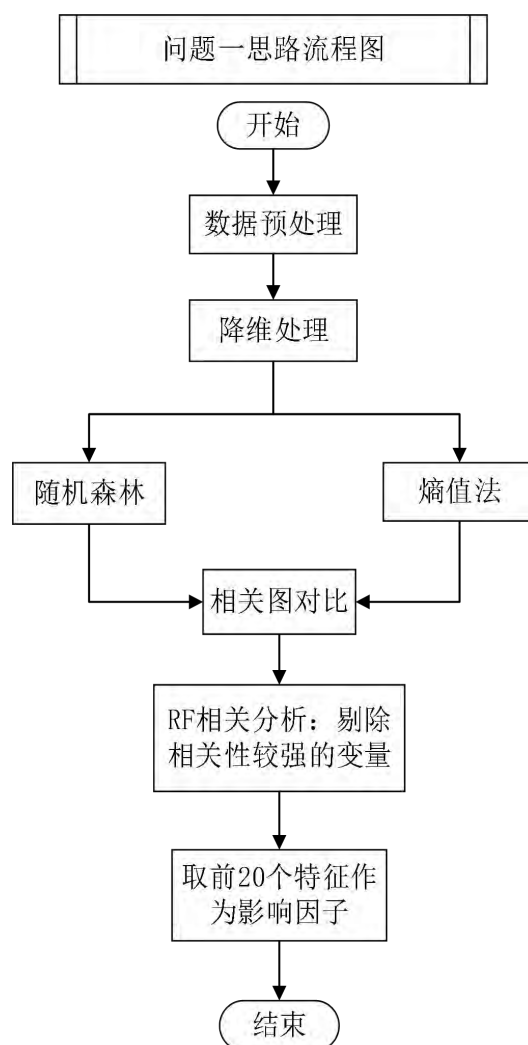 问题一思路流程图
开始
数据预处理
降维处理
随机森林
熵值法
相关图对比
RF相关分析：剔除
相关性较强的变量
取前20个特征作
为影响因子
结束